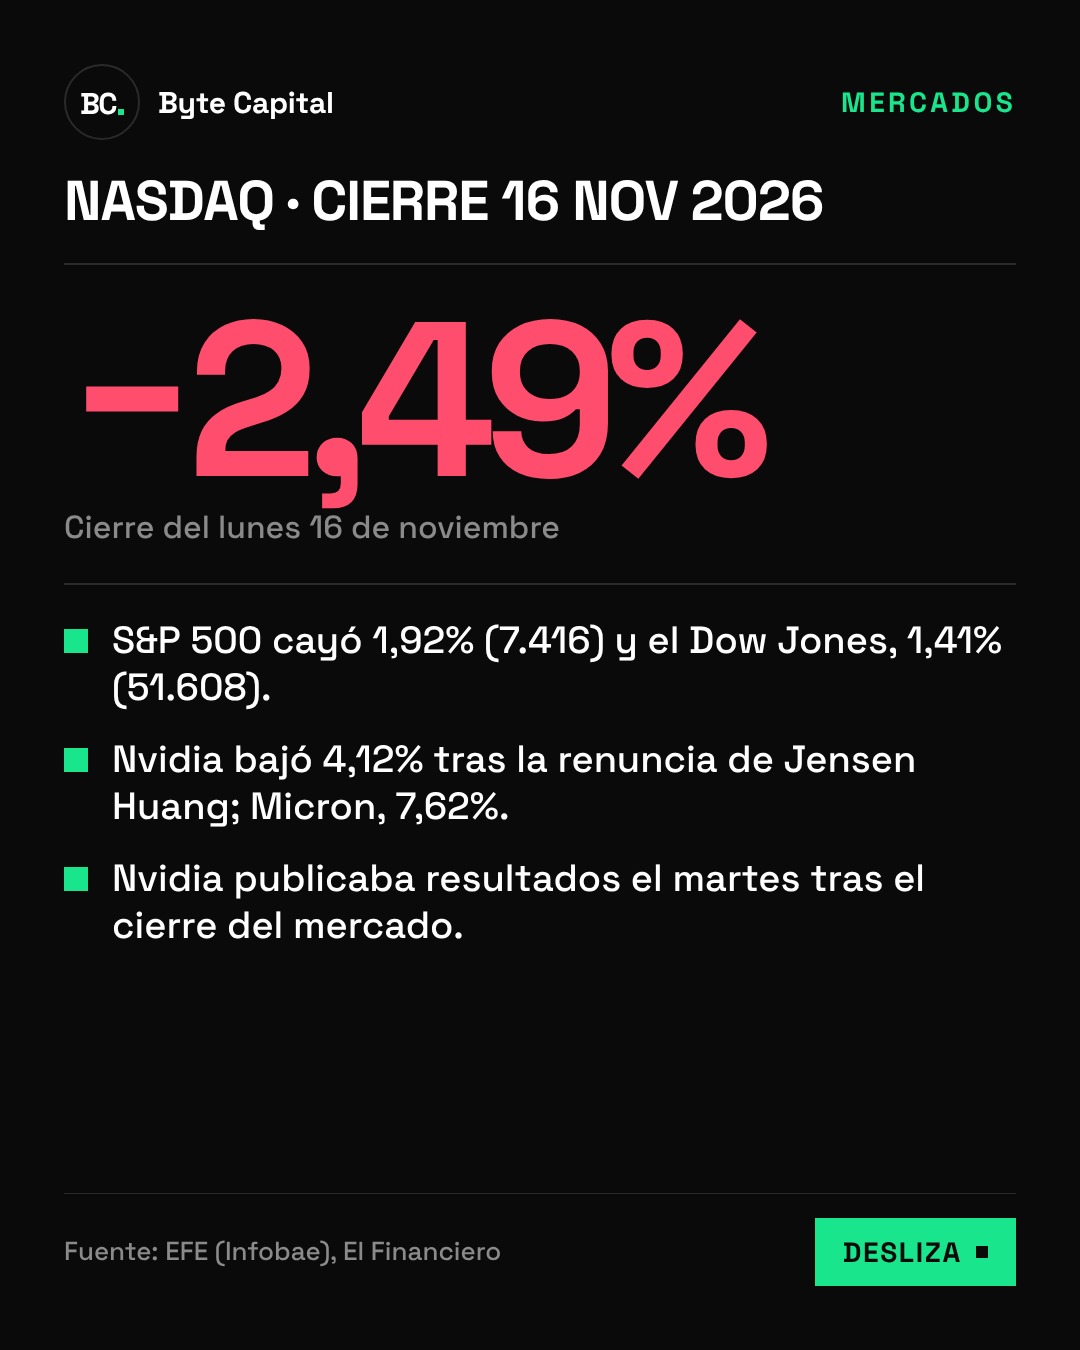 BC.
Byte Capital
MERCADOS
NASDAQ · CIERRE 16 NOV 2026
−2,49%
Cierre del lunes 16 de noviembre
S&P 500 cayó 1,92% (7.416) y el Dow Jones, 1,41%
(51.608).
Nvidia bajó 4,12% tras la renuncia de Jensen
Huang; Micron, 7,62%.
Nvidia publicaba resultados el martes tras el
cierre del mercado.
Fuente: EFE (Infobae), El Financiero
DESLIZA